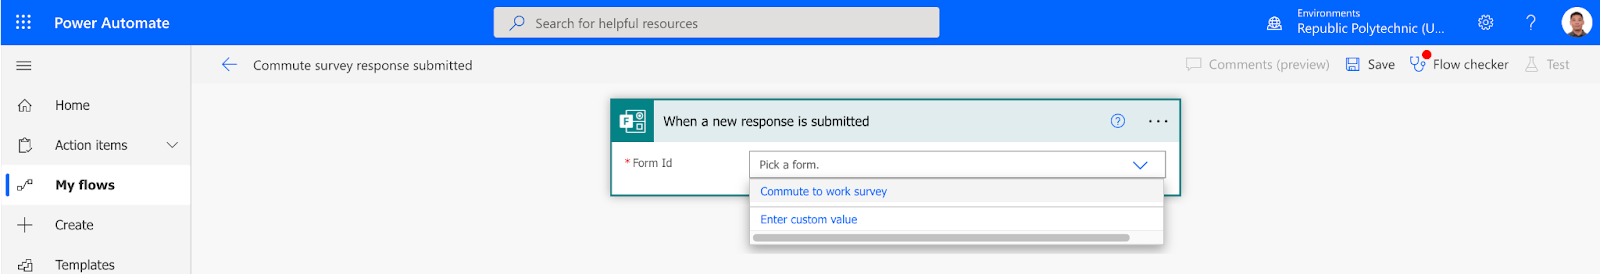 Power Automate
Search for helpful resources
Environments
Republic Polytechnic (U...
?
Commute survey response submitted
Comments (preview)
Save
Flow checker
Test
Home
Action items
My flows
Create
Templates
F
When a new response is submitted
?
...
* Form Id
Pick a form.
Commute to work survey
Enter custom value